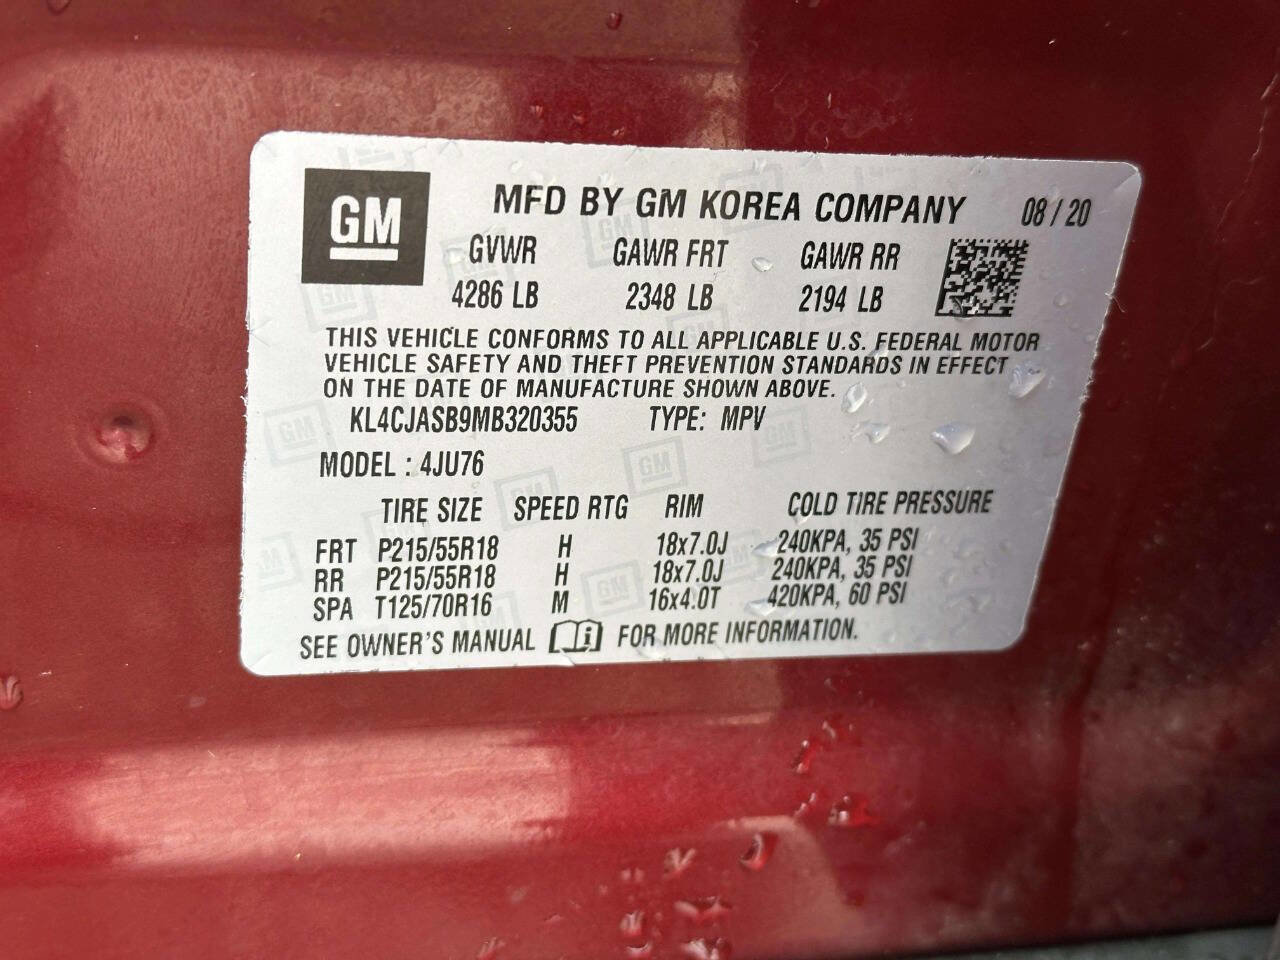 GM
MFD BY GM KOREA COMPANY 08 / 20
GVWR GAWR FRT GAWR RR
4286 LB 2348 LB 2194 LB
THIS VEHICLE CONFORMS TO ALL APPLICABLE U.S. FEDERAL MOTOR
VEHICLE SAFETY AND THEFT PREVENTION STANDARDS IN EFFECT
ON THE DATE OF MANUFACTURE SHOWN ABOVE.
KL4CJASB9MB320355 TYPE: MPV
MODEL : 4JU76
TIRE SIZE SPEED RTG RIM COLD TIRE PRESSURE
FRT P215/55R18 H 18x7.0J 240KPA, 35 PSI
RR P215/55R18 H 18x7.0J 240KPA, 35 PSI
SPA T125/70R16 M 16x4.0T 420KPA, 60 PSI
SEE OWNER'S MANUAL i FOR MORE INFORMATION.